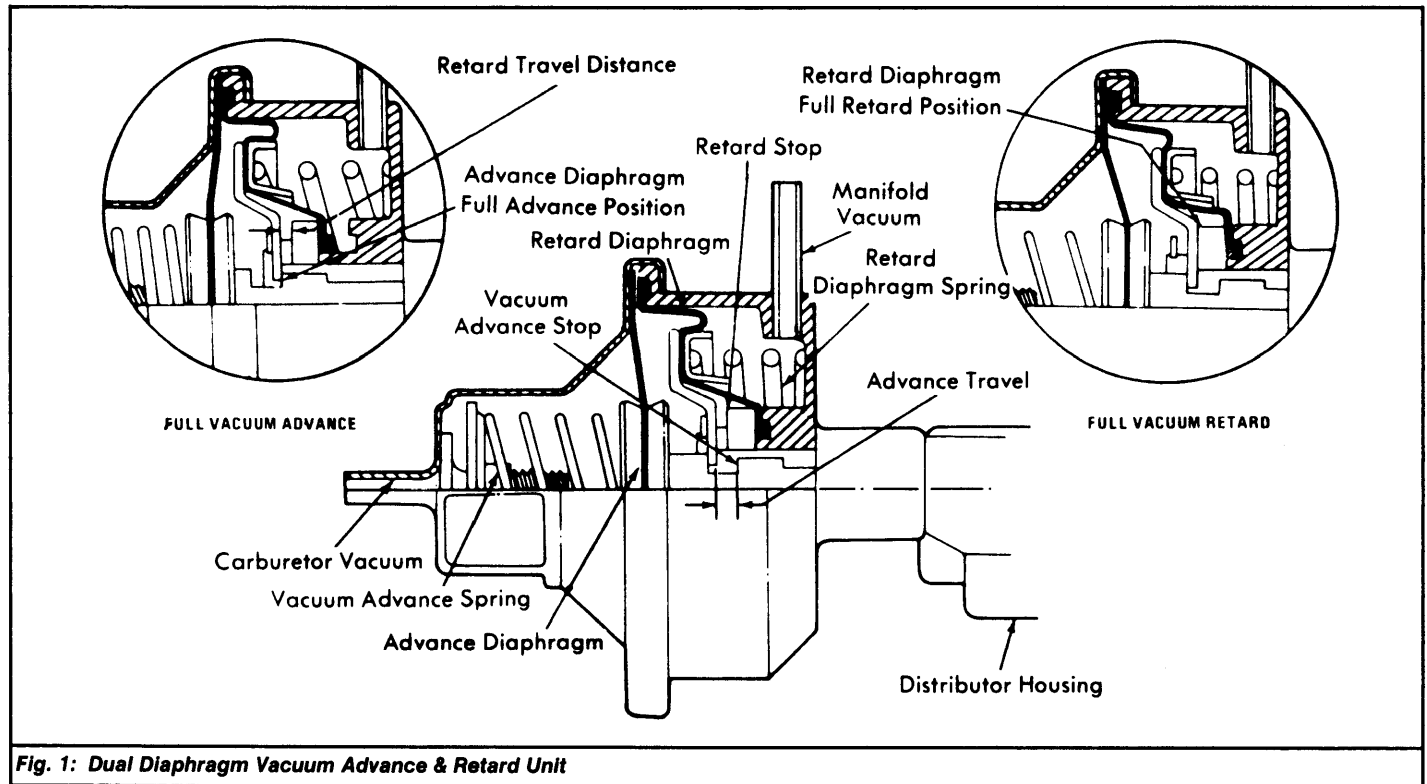 Retard Travel Distance
Advance Diaphragm
Full Advance Position
Retard Diaphragm
Vacuum
Advance Stop
Retard Diaphragm
Full Retard Position
Retard Stop
Manifold
Vacuum
Retard
Diaphragm Spring
Advance Travel
FULL VACUUM ADVANCE
FULL VACUUM RETARD
Carburetor Vacuum
Vacuum Advance Spring
Advance Diaphragm
Distributor Housing
Fig. 1: Dual Diaphragm Vacuum Advance & Retard Unit